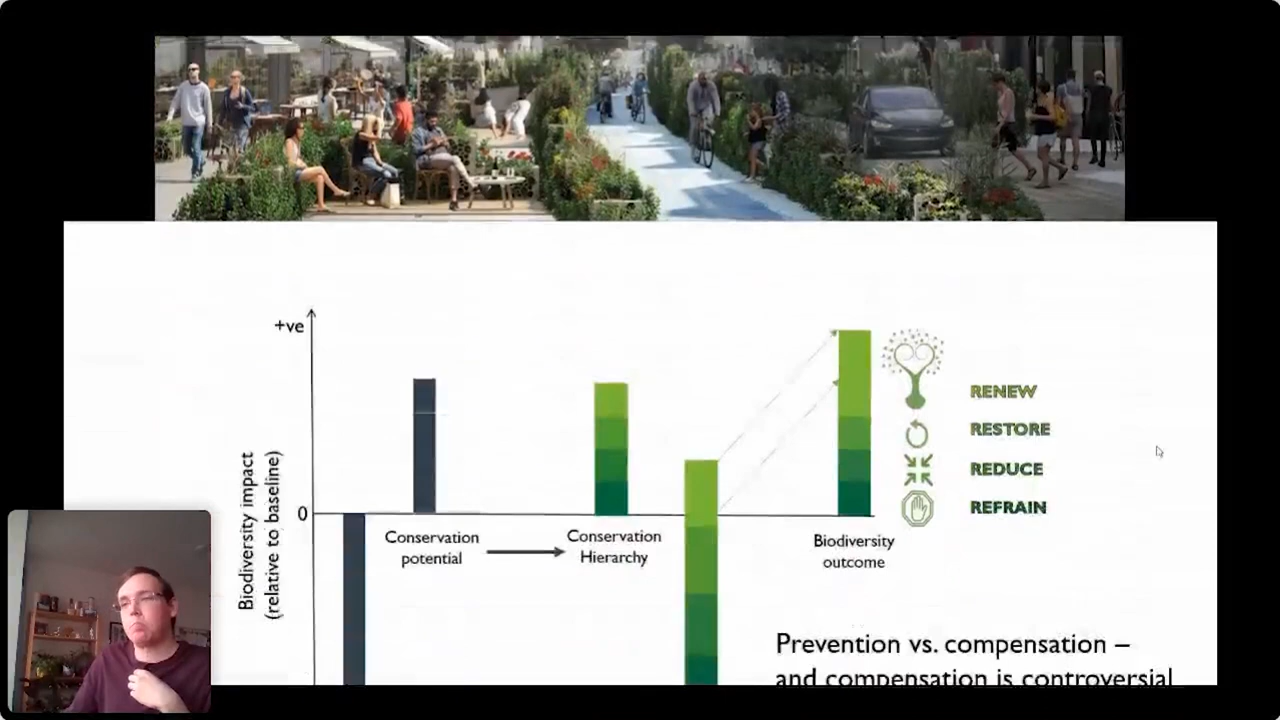 +ve
RENEW
RESTORE
REDUCE
REFRAIN
Biodiversity impact
(relative to baseline)
0
Conservation
potential
Conservation
Hierarchy
Biodiversity
outcome
Prevention vs. compensation –
and compensation is controversial